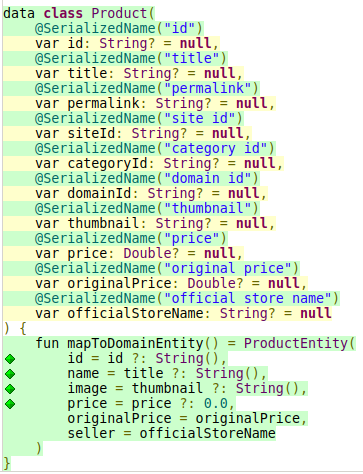 data class Product(
@SerializedName("id")
var id: String? = null,
@SerializedName("title")
var title: String? = null,
@SerializedName("permalink")
var permalink: String? = null,
@SerializedName("site id")
var siteId: String? = null,
@SerializedName("category id")
var categoryId: String? = null,
@SerializedName("domain id")
var domainId: String? = null,
@SerializedName("thumbnail")
var thumbnail: String? = null,
@SerializedName("price")
var price: Double? = null,
@SerializedName("original price")
var originalPrice: Double? = null,
@SerializedName("official store name")
var officialStoreName: String? = null
) {
fun mapToDomainEntity() = ProductEntity(
id = id ?: String(),
name = title ?: String(),
image = thumbnail ?: String(),
price = price ?: 0.0,
originalPrice = originalPrice,
seller = officialStoreName
)
}